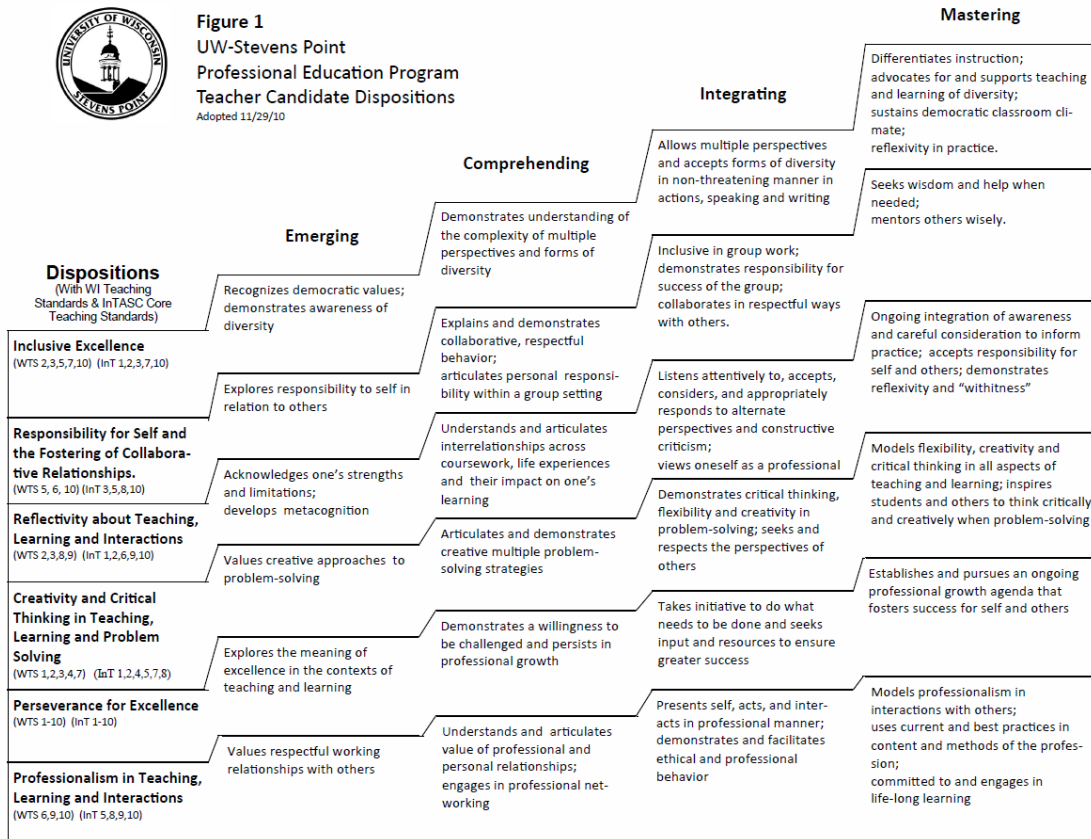 UNIVERSITY OF WISCONSIN
STEVENS POINT
Figure 1
UW-Stevens Point
Professional Education Program
Teacher Candidate Dispositions
Adopted 11/29/10
Dispositions
(With WI Teaching
Standards & InTASC Core
Teaching Standards)
Emerging
Comprehending
Integrating
Mastering
Inclusive Excellence
(WTS 2,3,5,7,10) (InT 1,2,3,7,10)
Recognizes democratic values;
demonstrates awareness of
diversity
Demonstrates understanding of
the complexity of multiple
perspectives and forms of
diversity
Allows multiple perspectives
and accepts forms of diversity
in non-threatening manner in
actions, speaking and writing
Differentiates instruction;
advocates for and supports teaching
and learning of diversity;
sustains democratic classroom cli-
mate;
reflexivity in practice.
Responsibility for Self and
the Fostering of Collabora-
tive Relationships.
(WTS 5, 6, 10) (InT 3,5,8,10)
Explores responsibility to self in
relation to others
Explains and demonstrates
collaborative, respectful
behavior;
articulates personal responsi-
bility within a group setting
Inclusive in group work;
demonstrates responsibility for
success of the group;
collaborates in respectful ways
with others.
Seeks wisdom and help when
needed;
mentors others wisely.
Reflectivity about Teaching,
Learning and Interactions
(WTS 2,3,8,9) (InT 1,2,6,9,10)
Acknowledges one's strengths
and limitations;
develops metacognition
Understands and articulates
interrelationships across
coursework, life experiences
and their impact on one's
learning
Listens attentively to, accepts,
considers, and appropriately
responds to alternate
perspectives and constructive
criticism;
views oneself as a professional
Ongoing integration of awareness
and careful consideration to inform
practice; accepts responsibility for
self and others; demonstrates
reflexivity and "withitness"
Creativity and Critical
Thinking in Teaching,
Learning and Problem
Solving
(WTS 1,2,3,4,7) (InT 1,2,4,5,7,8)
Values creative approaches to
problem-solving
Articulates and demonstrates
creative multiple problem-
solving strategies
Demonstrates critical thinking,
flexibility and creativity in
problem-solving; seeks and
respects the perspectives of
others
Models flexibility, creativity and
critical thinking in all aspects of
teaching and learning; inspires
students and others to think critically
and creatively when problem-solving
Perseverance for Excellence
(WTS 1-10) (InT 1-10)
Explores the meaning of
excellence in the contexts of
teaching and learning
Demonstrates a willingness to
be challenged and persists in
professional growth
Takes initiative to do what
needs to be done and seeks
input and resources to ensure
greater success
Establishes and pursues an ongoing
professional growth agenda that
fosters success for self and others
Professionalism in Teaching,
Learning and Interactions
(WTS 6,9,10) (InT 5,8,9,10)
Values respectful working
relationships with others
Understands and articulates
value of professional and
personal relationships;
engages in professional net-
working
Presents self, acts, and inter-
acts in professional manner;
demonstrates and facilitates
ethical and professional
behavior
Models professionalism in
interactions with others;
uses current and best practices in
content and methods of the profes-
sion;
committed to and engages in
life-long learning